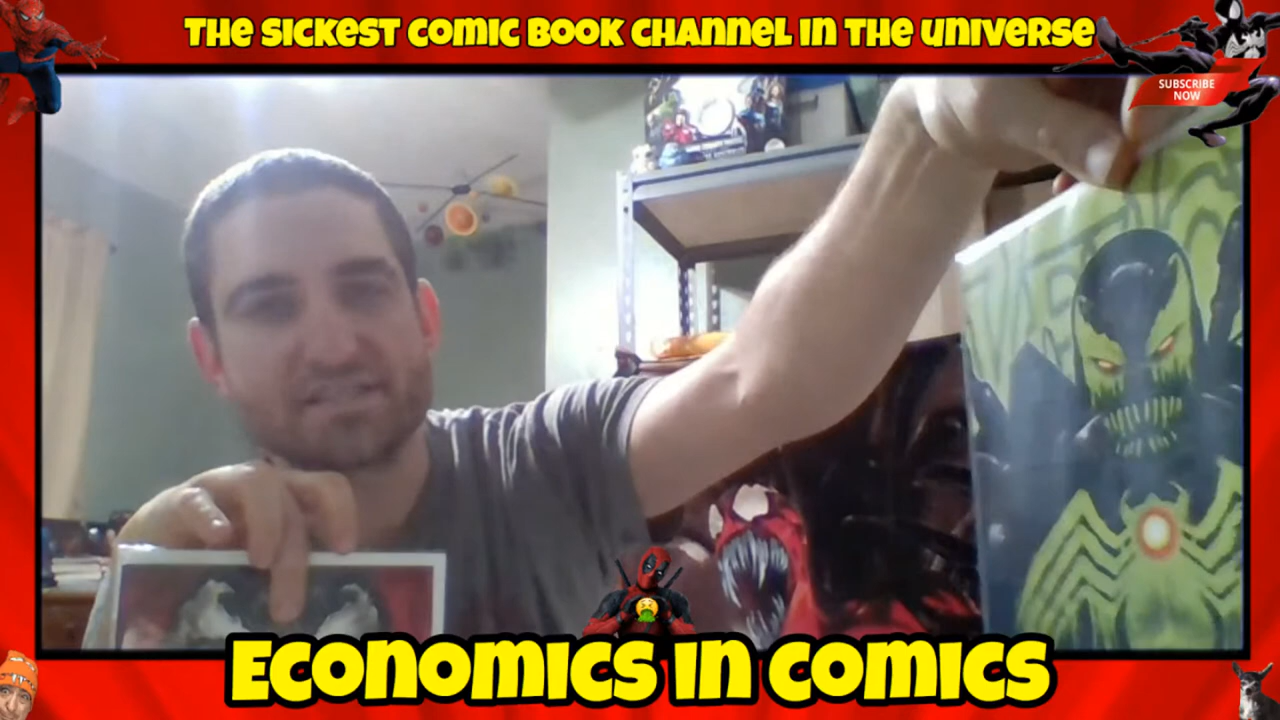 THE SICKEST COMIC BOOK CHANNEL IN THE UNIVERSE
SUBSCRIBE
NOW
ECONOMICS IN COMICS